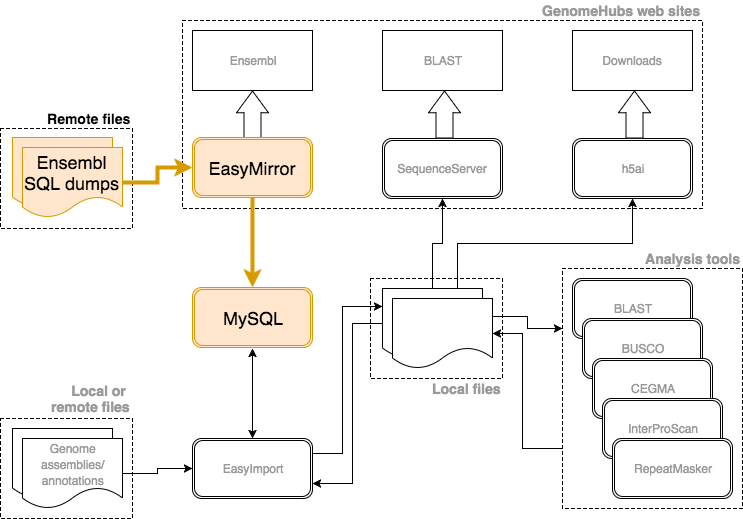 GenomeHubs web sites
Ensembl
BLAST
Downloads
Remote files
Ensembl
SQL dumps
EasyMirror
SequenceServer
h5ai
Analysis tools
MySQL
BLAST
BUSCO
CEGMA
InterProScan
RepeatMasker
Local files
Local or
remote files
Genome
assemblies/
annotations
EasyImport